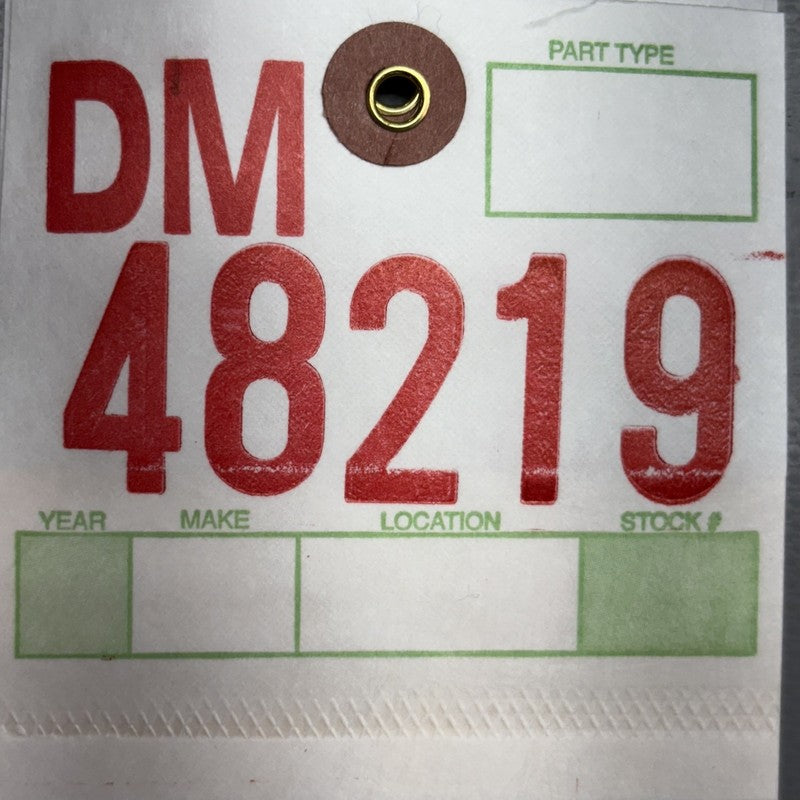 DM
PART TYPE
48219
YEAR MAKE LOCATION STOCK #